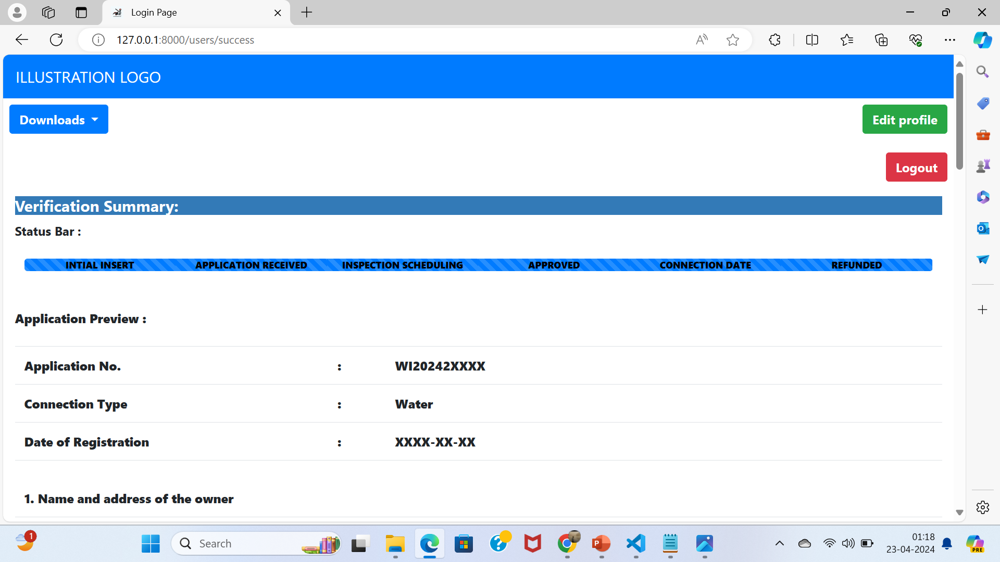 Login Page
127.0.0.1:8000/users/success
ILLUSTRATION LOGO
Downloads
Edit profile
Logout
Verification Summary:
Status Bar :
INTIAL INSERT APPLICATION RECEIVED INSPECTION SCHEDULING APPROVED CONNECTION DATE REFUNDED
Application Preview :
Application No. : WI20242XXXX
Connection Type : Water
Date of Registration : XXXX-XX-XX
1. Name and address of the owner
1
Search
01:18
23-04-2024
PRE